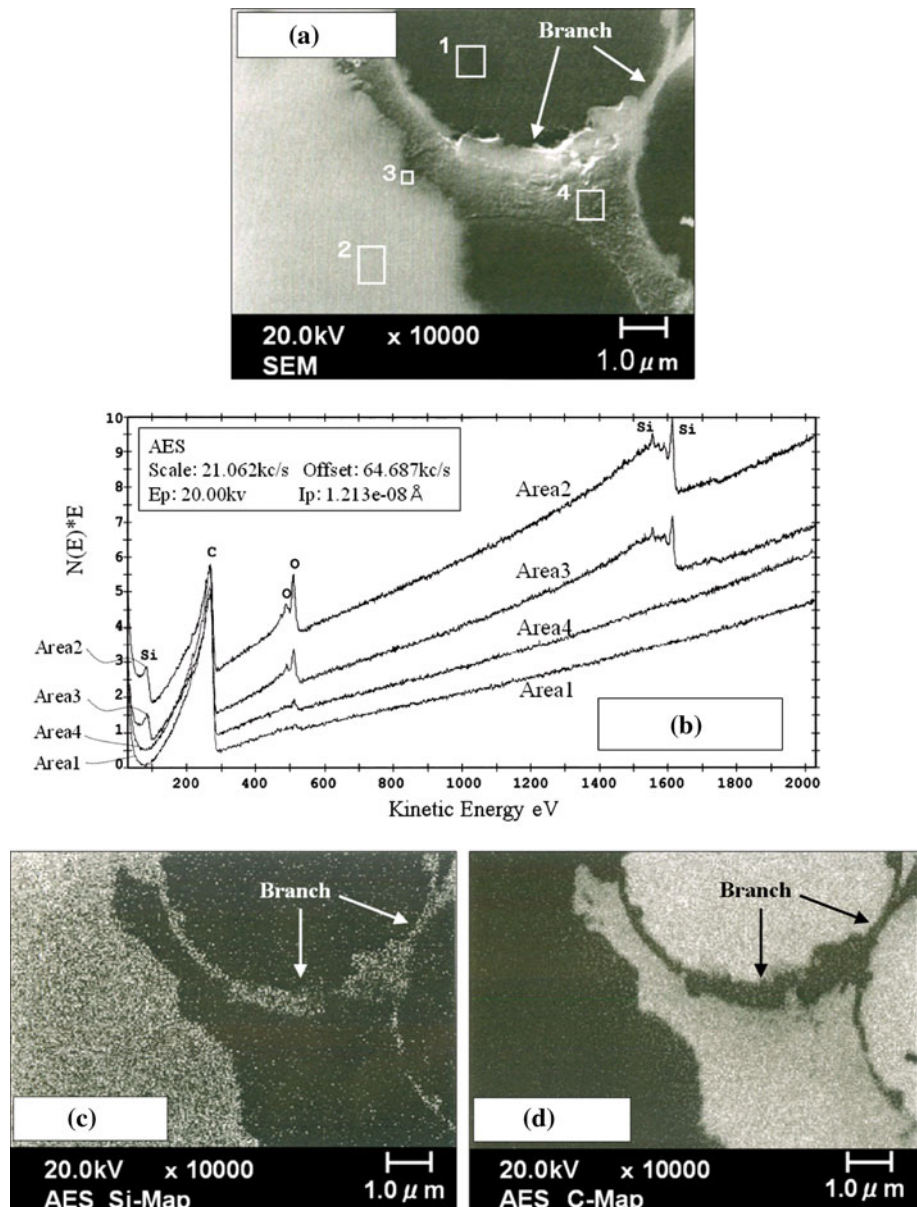 (a)
Branch
1
3
4
2
20.0kV x 10000
SEM
1.0 μm
10
9
8
7
6
5
4
3
2
1
0
N(E)*E
AES
Scale: 21.062kc/s Offset: 64.687kc/s
Ep: 20.00kv Ip: 1.213e-08 Å
Si Si
Area2
C
O
O
Area3
Area4
Area1
Area2
Si
Area3
Area4
Area1
(b)
200 400 600 800 1000 1200 1400 1600 1800 2000
Kinetic Energy eV
Branch
(c)
20.0kV x 10000
AES Si-Map
1.0 μm
Branch
(d)
20.0kV x 10000
AES C-Map
1.0 μm